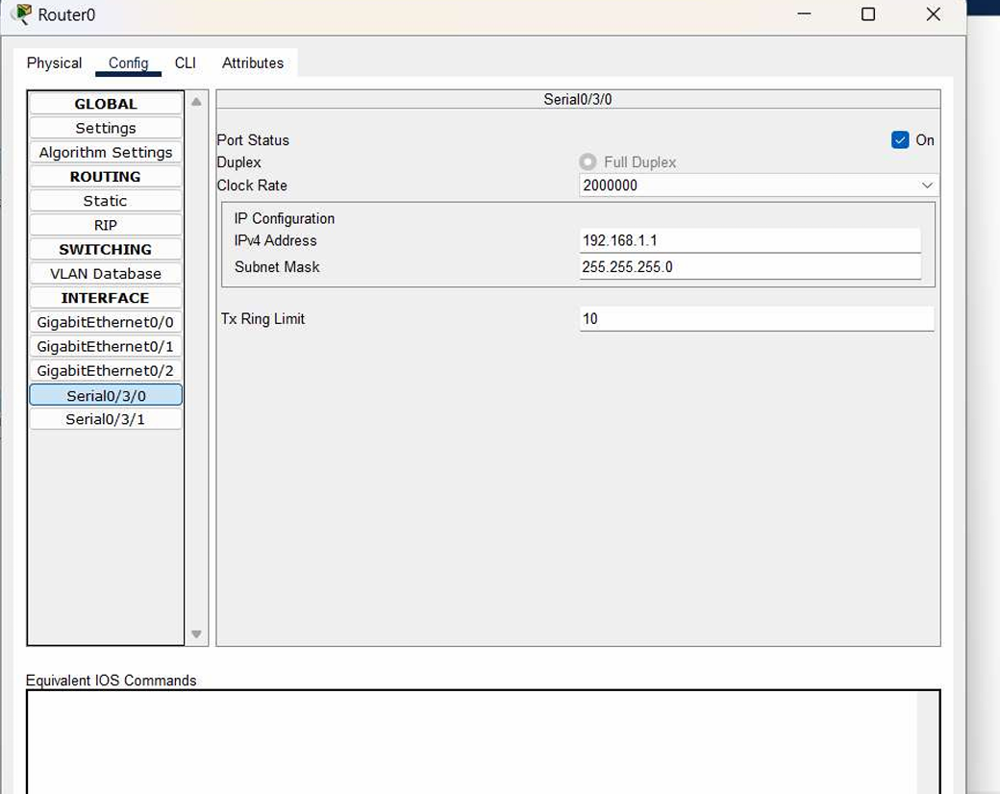 Router0
Physical Config CLI Attributes
GLOBAL
Settings
Algorithm Settings
ROUTING
Static
RIP
SWITCHING
VLAN Database
INTERFACE
GigabitEthernet0/0
GigabitEthernet0/1
GigabitEthernet0/2
Serial0/3/0
Serial0/3/1
Serial0/3/0
Port Status On
Duplex Full Duplex
Clock Rate 2000000
IP Configuration
IPv4 Address 192.168.1.1
Subnet Mask 255.255.255.0
Tx Ring Limit 10
Equivalent IOS Commands